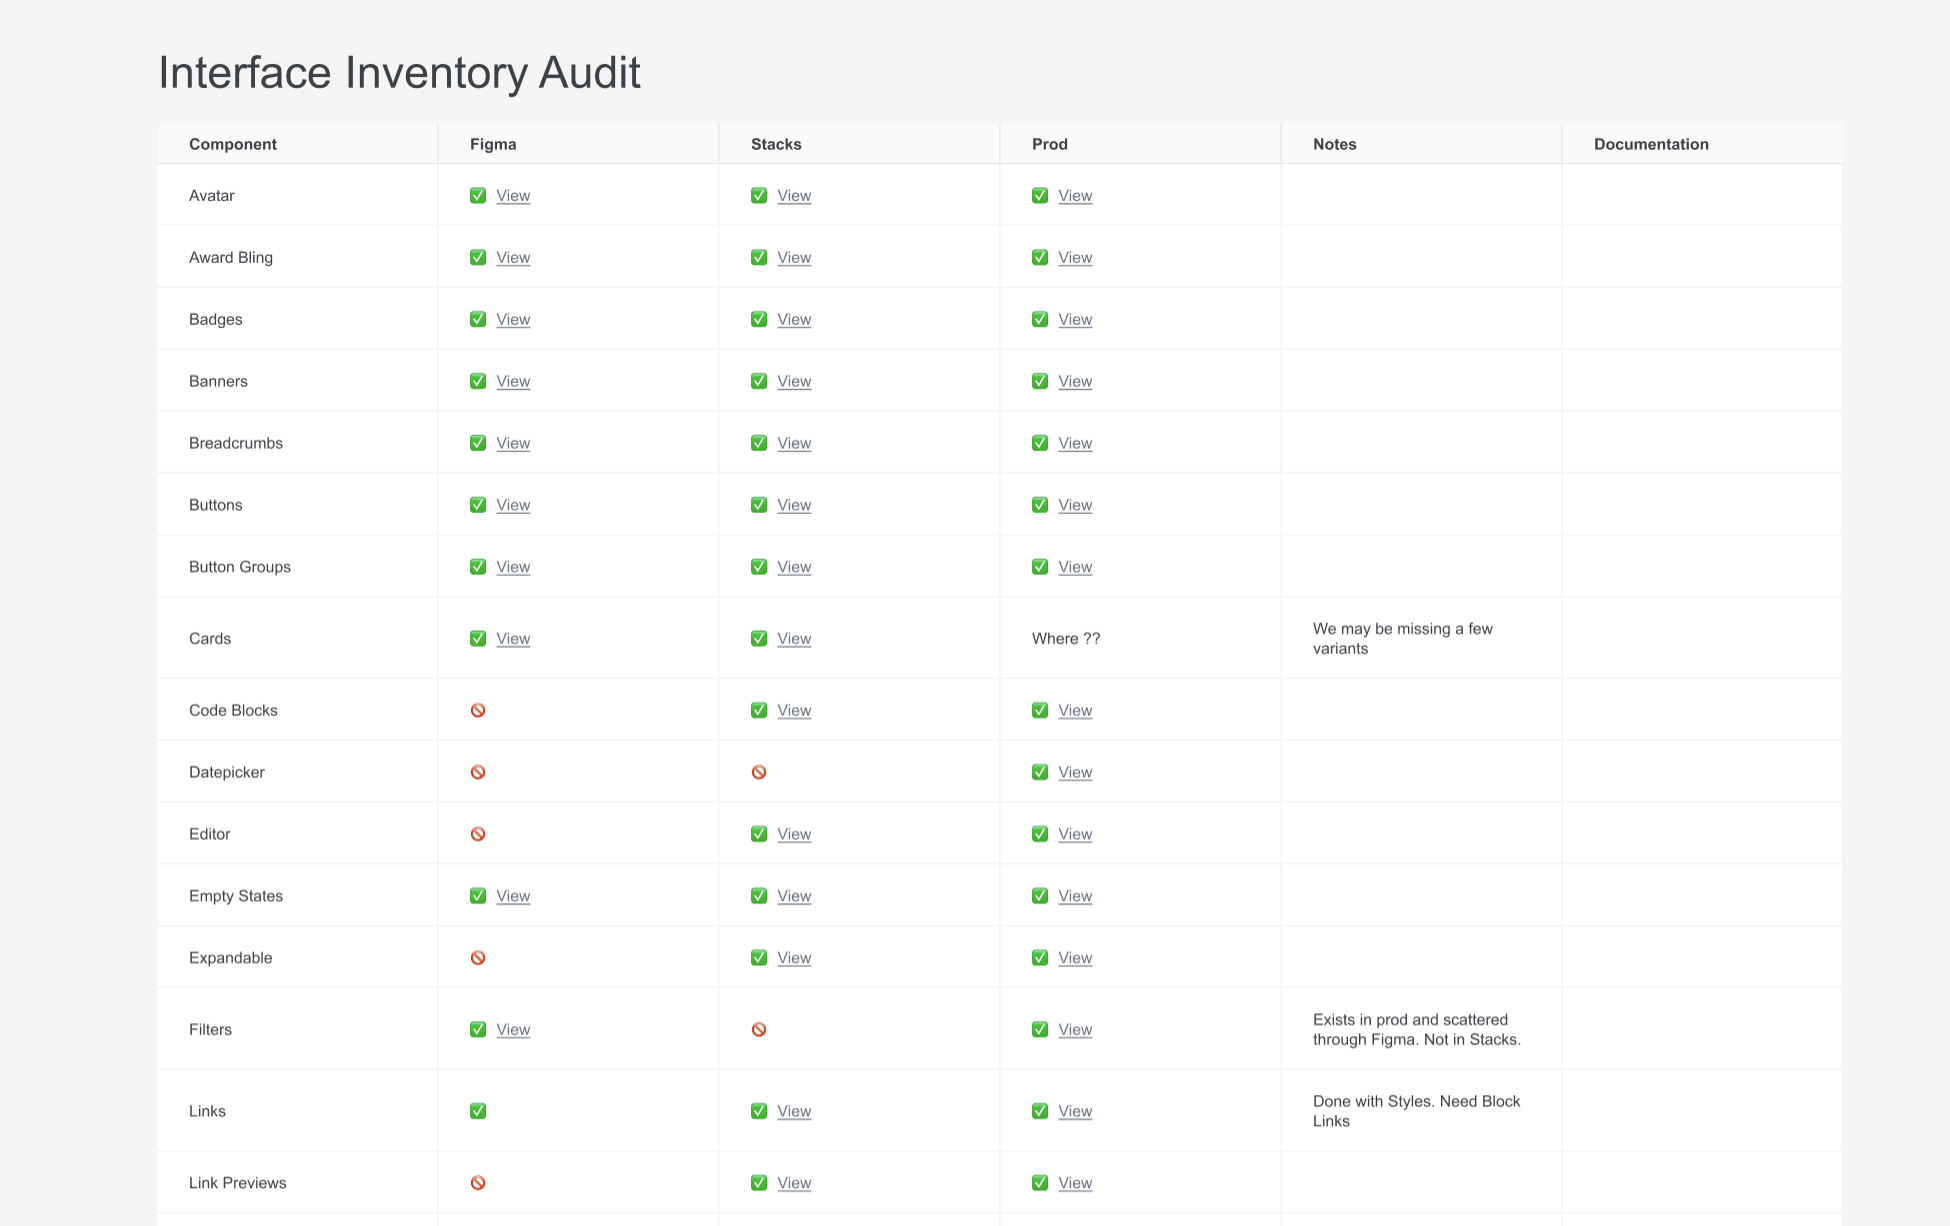 Interface Inventory Audit
Component Figma Stacks Prod Notes Documentation
Avatar ✅ View ✅ View ✅ View
Award Bling ✅ View ✅ View ✅ View
Badges ✅ View ✅ View ✅ View
Banners ✅ View ✅ View ✅ View
Breadcrumbs ✅ View ✅ View ✅ View
Buttons ✅ View ✅ View ✅ View
Button Groups ✅ View ✅ View ✅ View
Cards ✅ View ✅ View Where ?? We may be missing a few
variants
Code Blocks 🚫 ✅ View ✅ View
Datepicker 🚫 🚫 ✅ View
Editor 🚫 ✅ View ✅ View
Empty States ✅ View ✅ View ✅ View
Expandable 🚫 ✅ View ✅ View
Filters ✅ View 🚫 ✅ View Exists in prod and scattered
through Figma. Not in Stacks.
Links ✅ ✅ View ✅ View Done with Styles. Need Block
Links
Link Previews 🚫 ✅ View ✅ View